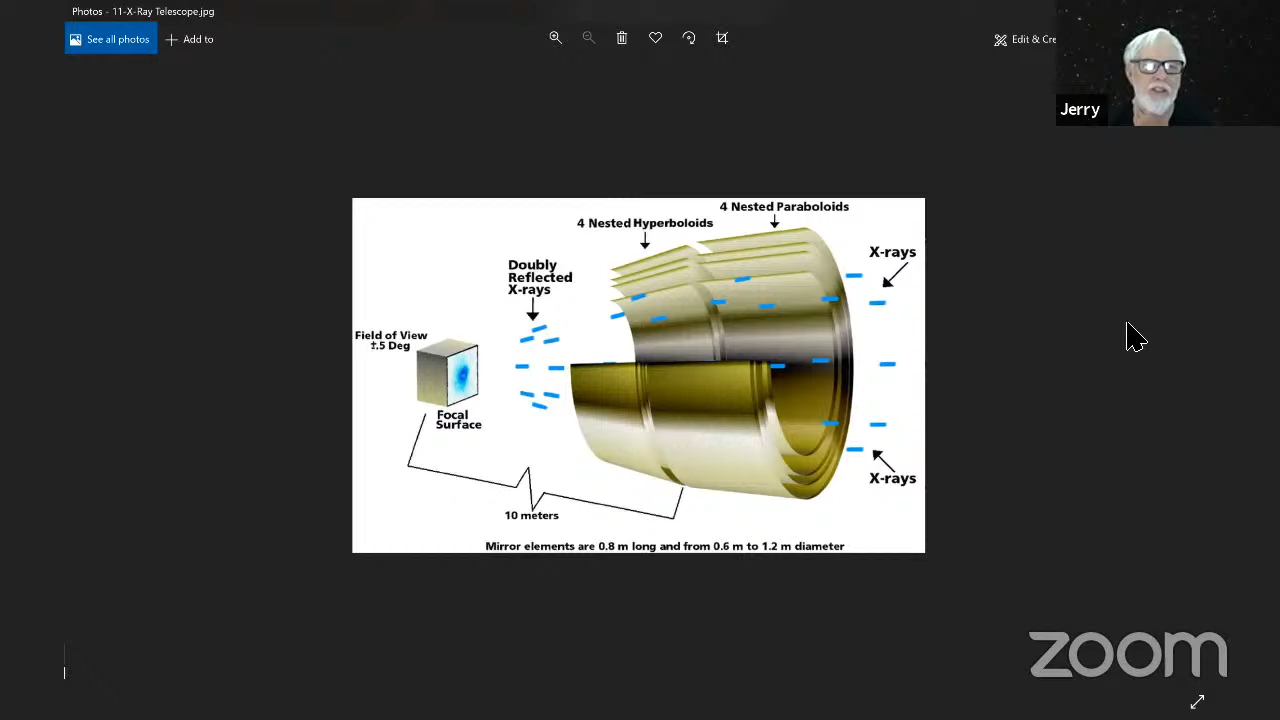 Photos - 11-X-Ray Telescope.jpg
See all photos
Add to
Edit & Cre
Jerry
4 Nested Paraboloids
4 Nested Hyperboloids
X-rays
Doubly
Reflected
X-rays
Field of View
±.5 Deg
Focal
Surface
X-rays
10 meters
Mirror elements are 0.8 m long and from 0.6 m to 1.2 m diameter
zoom